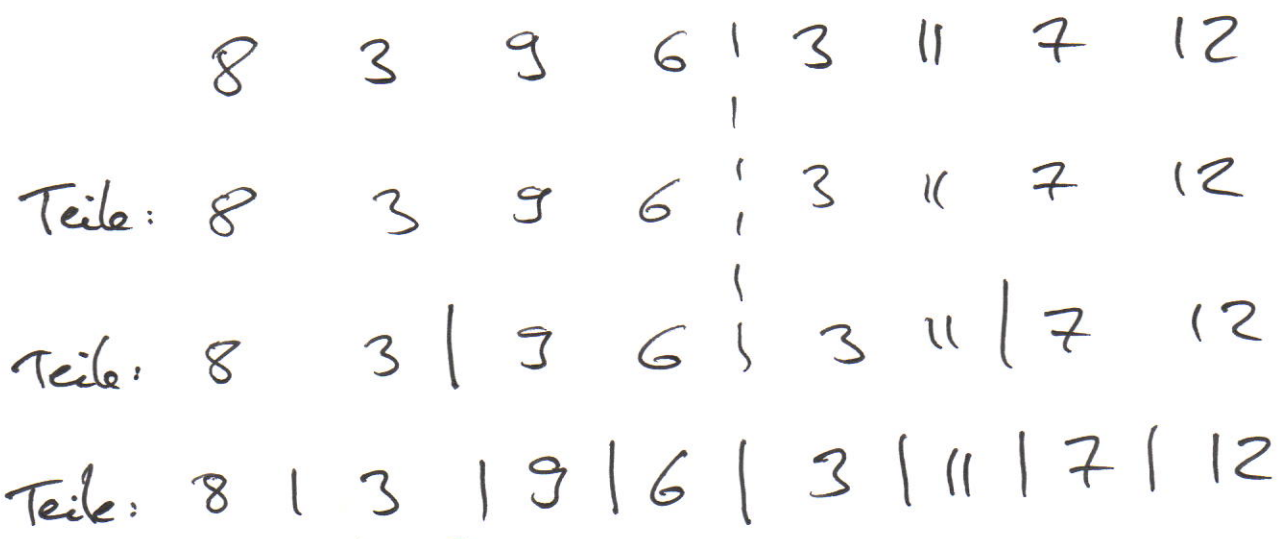 8 3 9 6 | 3 11 7 12
Teile: 8 3 9 6 | 3 11 7 12
Teile: 8 3 | 9 6 | 3 11 | 7 12
Teile: 8 | 3 | 9 | 6 | 3 | 11 | 7 | 12